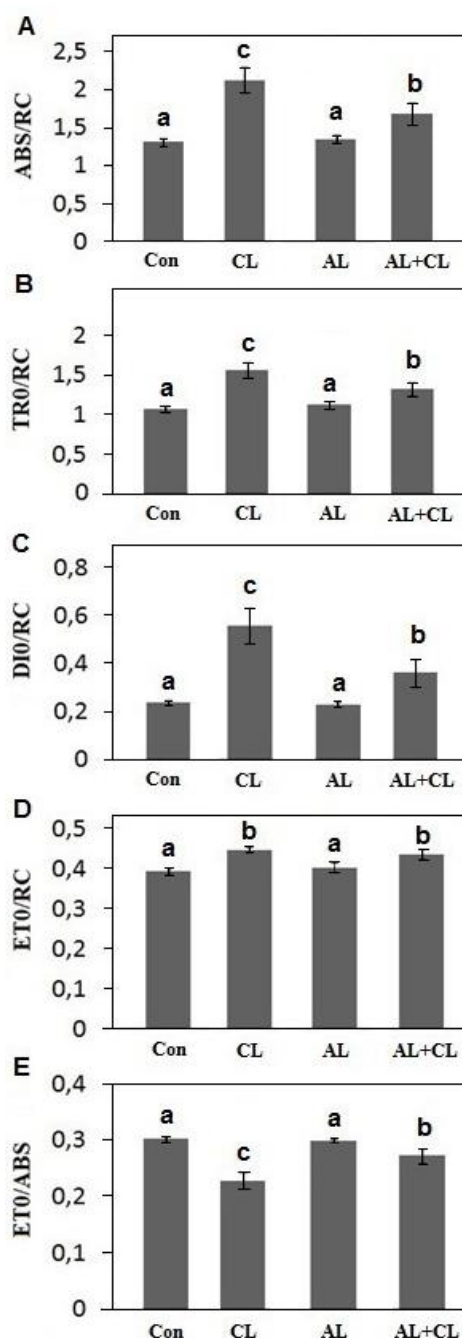 A
ABS/RC
2,5
2
1,5
1
0,5
0
a
c
a
b
Con CL AL AL+CL
B
TR0/RC
2
1,5
1
0,5
0
a
c
a
b
Con CL AL AL+CL
C
DI0/RC
0,8
0,6
0,4
0,2
0
a
c
a
b
Con CL AL AL+CL
D
ET0/RC
0,5
0,4
0,3
0,2
0,1
0
a
b
a
b
Con CL AL AL+CL
E
ET0/ABS
0,4
0,3
0,2
0,1
0
a
c
a
b
Con CL AL AL+CL